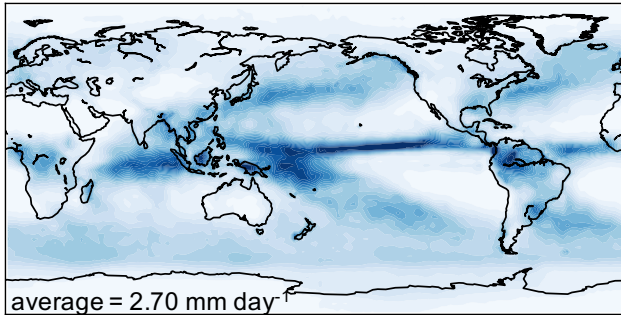 average = 2.70 mm day⁻¹